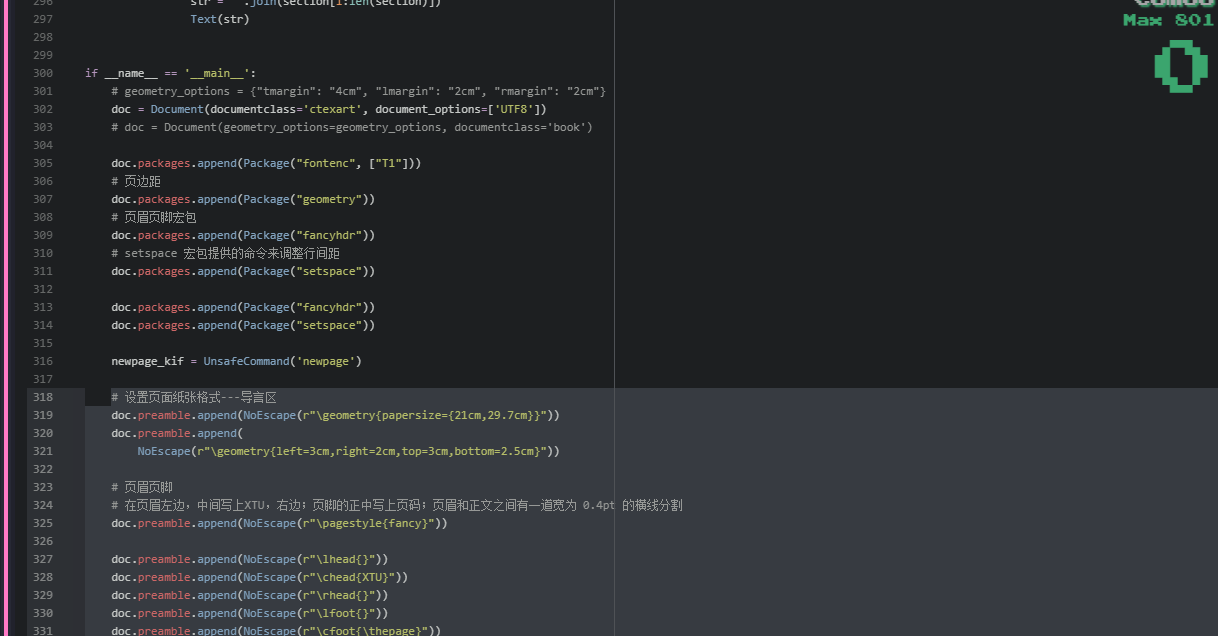 296                     str = " ".join(section[1:len(section)])
297                     Text(str)
298
299
300     if __name__ == '__main__':
301         # geometry_options = {"tmargin": "4cm", "lmargin": "2cm", "rmargin": "2cm"}
302         doc = Document(documentclass='ctexart', document_options=['UTF8'])
303         # doc = Document(geometry_options=geometry_options, documentclass='book')
304
305         doc.packages.append(Package("fontenc", ["T1"]))
306         # 页边距
307         doc.packages.append(Package("geometry"))
308         # 页眉页脚宏包
309         doc.packages.append(Package("fancyhdr"))
310         # setspace 宏包提供的命令来调整行间距
311         doc.packages.append(Package("setspace"))
312
313         doc.packages.append(Package("fancyhdr"))
314         doc.packages.append(Package("setspace"))
315
316         newpage_kif = UnsafeCommand('newpage')
317
318         # 设置页面纸张格式---导言区
319         doc.preamble.append(NoEscape(r"\geometry{papersize={21cm,29.7cm}}"))
320         doc.preamble.append(
321             NoEscape(r"\geometry{left=3cm,right=2cm,top=3cm,bottom=2.5cm}"))
322
323         # 页眉页脚
324         # 在页眉左边，中间写上XTU，右边；页脚的正中写上页码；页眉和正文之间有一道宽为 0.4pt 的横线分割
325         doc.preamble.append(NoEscape(r"\pagestyle{fancy}"))
326
327         doc.preamble.append(NoEscape(r"\lhead{}"))
328         doc.preamble.append(NoEscape(r"\chead{XTU}"))
329         doc.preamble.append(NoEscape(r"\rhead{}"))
330         doc.preamble.append(NoEscape(r"\lfoot{}"))
331         doc.preamble.append(NoEscape(r"\cfoot{\thepage}"))
Combo
Max 801
0